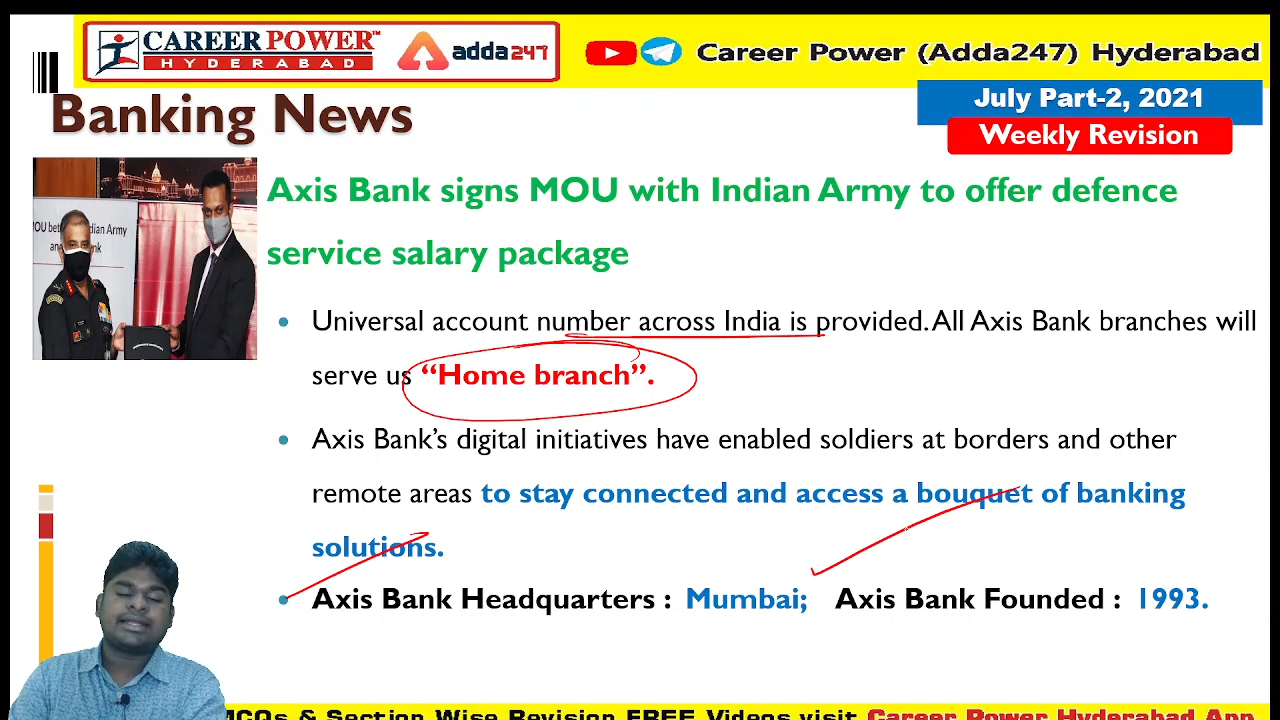 CAREER POWER™
HYDERABAD
adda247
Career Power (Adda247) Hyderabad
Banking News
July Part-2, 2021
Weekly Revision
Axis Bank signs MOU with Indian Army to offer defence
service salary package
Indian Army
Universal account number across India is provided. All Axis Bank branches will
serve us “Home branch”.
Axis Bank’s digital initiatives have enabled soldiers at borders and other
remote areas to stay connected and access a bouquet of banking
solutions.
Axis Bank Headquarters : Mumbai; Axis Bank Founded : 1993.
MCQs & Section Wise Revision FREE Videos visit Career Power Hyderabad App